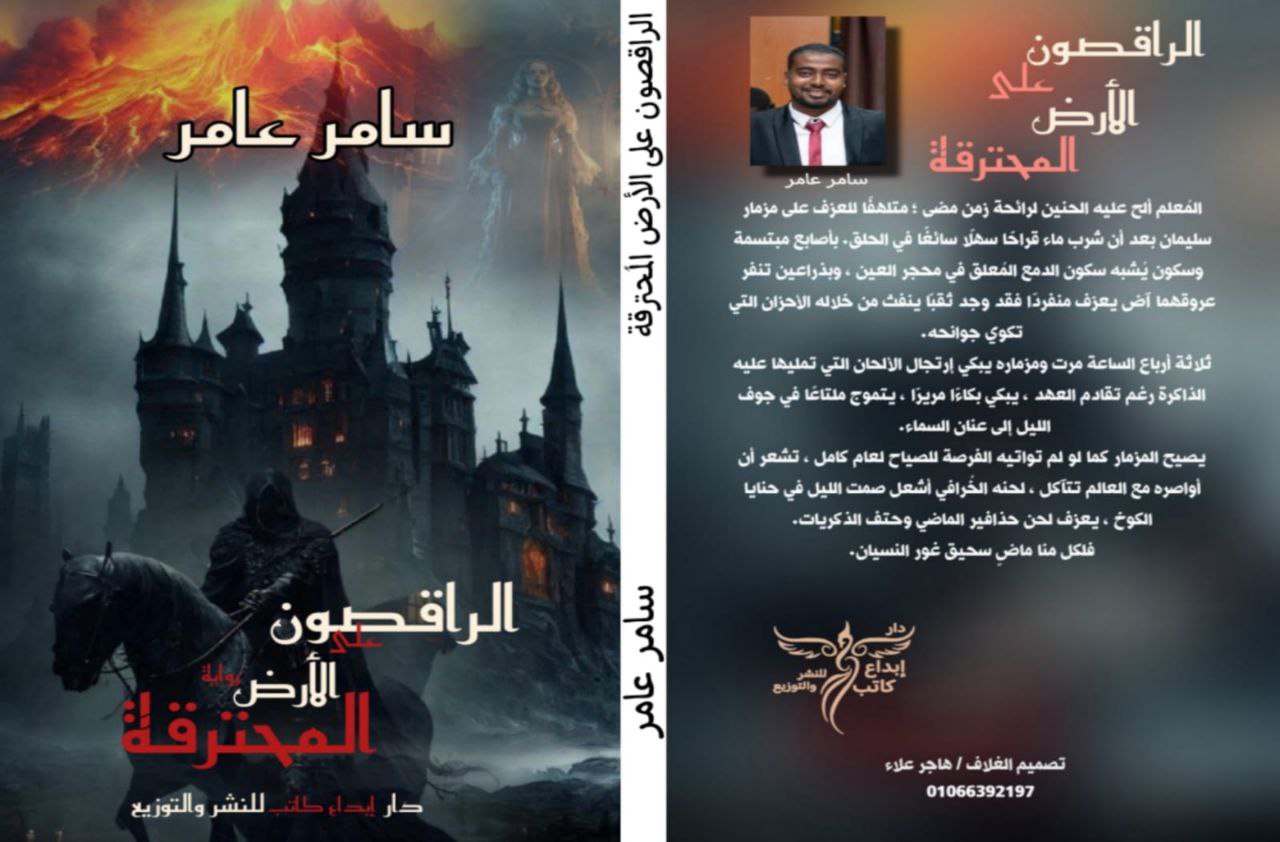 سامر عامر
الراقصون
على
الأرض
رواية
المحترقة
دار إبداع كاتب للنشر والتوزيع
الراقصون على الأرض المُحترقة
سامر عامر
الراقصون
على
الأرض
المحترقة
سامر عامر
المُعلم ألح عليه الحنين لرائحة زمن مضى ؛ متلهفًا للعزف على مزمار
سليمان بعد أن شرب ماء قراحًا سهلًا سائغًا في الحلق. بأصابع مبتسمة
وسكون يَشبه سكون الدمع المُعلق في محجر العين ، وبذراعين تنفر
عروقهما آض يعزف منفردًا فقد وجد ثقبًا ينفث من خلاله الأحزان التي
تكوي جوانحه.
ثلاثة أرباع الساعة مرت ومزماره يبكي إرتجال الألحان التي تمليها عليه
الذاكرة رغم تقادم العهد ، يبكي بكاءًا مريرًا ، يتموج ملتاعًا في جوف
الليل إلى عنان السماء.
يصيح المزمار كما لو لم تواتيه الفرصة للصياح لعام كامل ، تشعر أن
أواصره مع العالم تتآكل ، لحنه الخُرافي أشعل صمت الليل في حنايا
الكوخ ، يعزف لحن حذافير الماضي وحتف الذكريات.
فلكل منا ماضٍ سحيق غور النسيان.
دار
إبداع
كاتب
للنشر
والتوزيع
تصميم الغلاف / هاجر علاء
01066392197